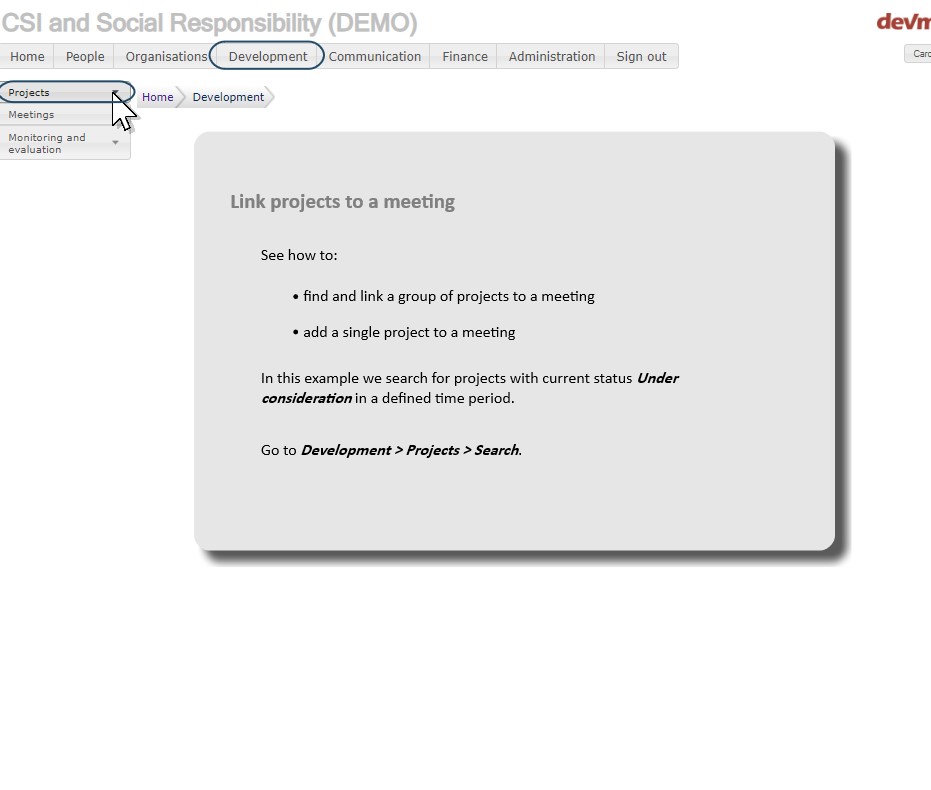 CSI and Social Responsibility (DEMO)
devm
Home People Organisations Development Communication Finance Administration Sign out
Carc
Projects
Home Development
Meetings
Monitoring and
evaluation
Link projects to a meeting
See how to:
• find and link a group of projects to a meeting
• add a single project to a meeting
In this example we search for projects with current status Under
consideration in a defined time period.
Go to Development > Projects > Search.